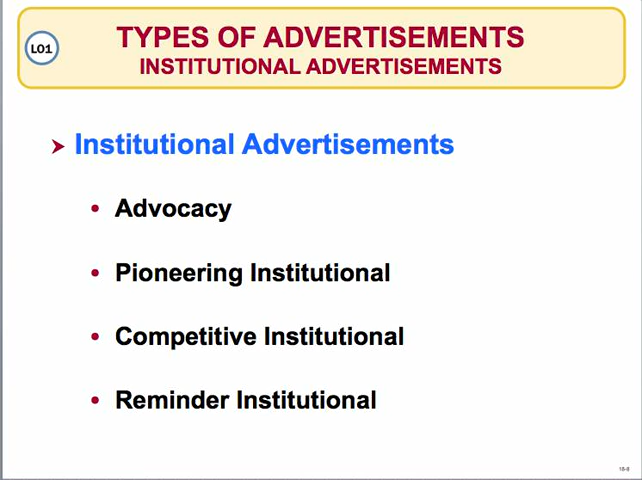 LO1
TYPES OF ADVERTISEMENTS
INSTITUTIONAL ADVERTISEMENTS
Institutional Advertisements
Advocacy
Pioneering Institutional
Competitive Institutional
Reminder Institutional